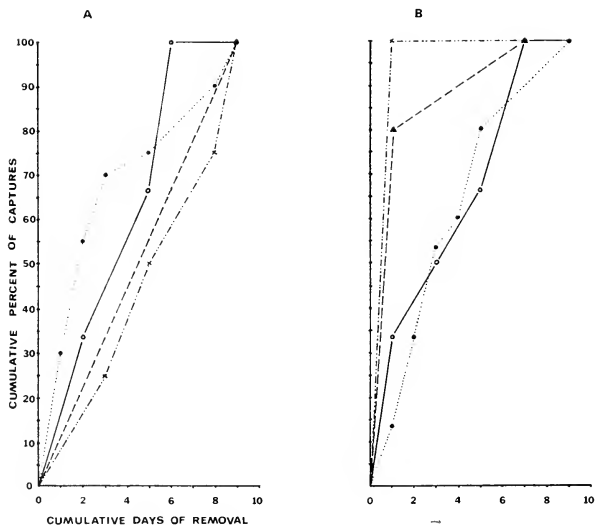 A
B
CUMULATIVE PERCENT OF CAPTURES
100
90
80
70
60
50
40
30
20
10
0
0 2 4 6 8 10
0 2 4 6 8 10
CUMULATIVE DAYS OF REMOVAL